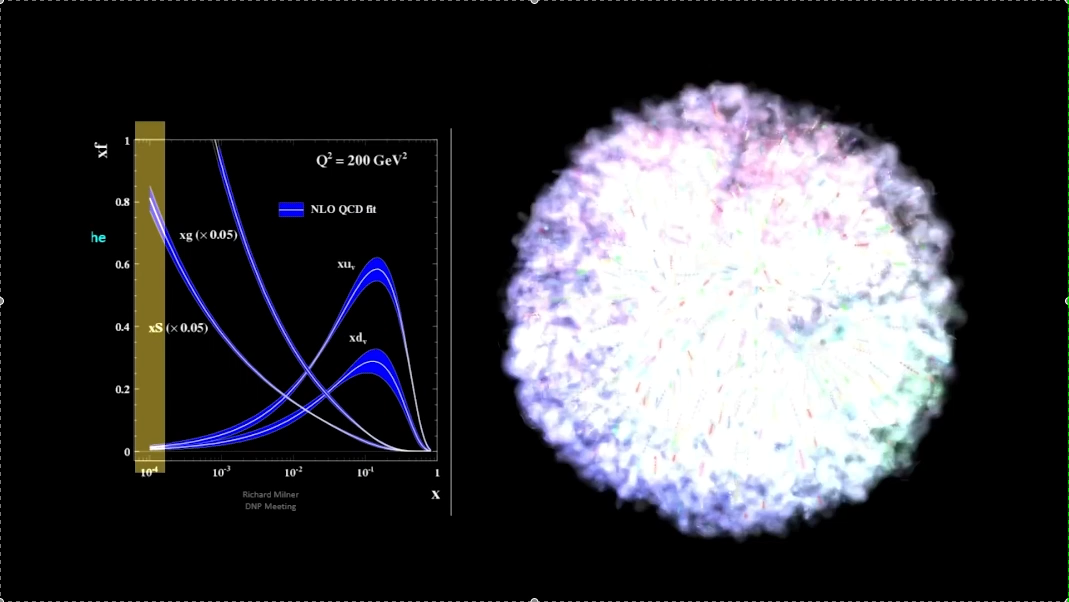 xf
1
Q² = 200 GeV²
0.8
NLO QCD fit
he
xg (× 0.05)
0.6
xuᵥ
0.4
xS (× 0.05)
xdᵥ
0.2
0
10⁻⁴ 10⁻³ 10⁻² 10⁻¹ 1
x
Richard Milner
DNP Meeting